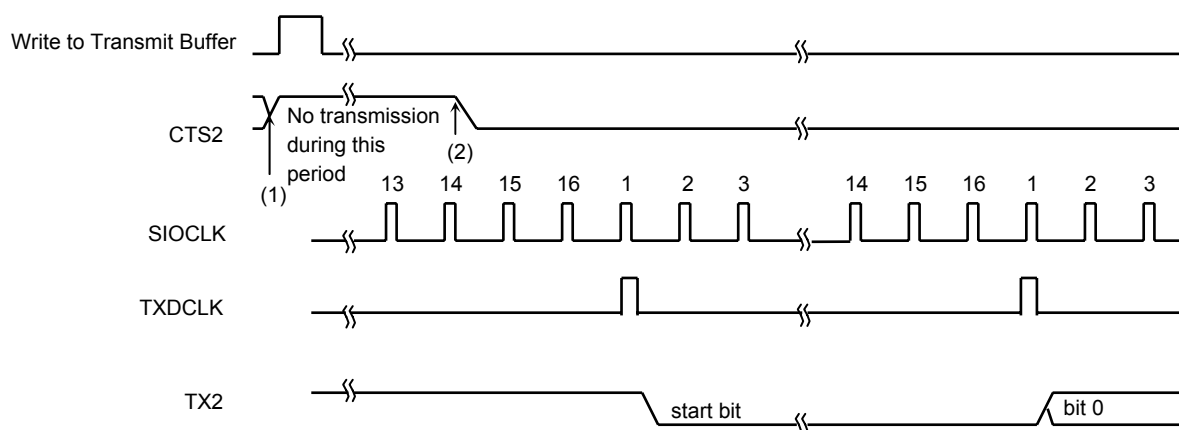 Write to Transmit Buffer
CTS2
No transmission
during this
period
(1)
(2)
13 14 15 16 1 2 3 14 15 16 1 2 3
SIOCLK
TXDCLK
TX2
start bit
bit 0